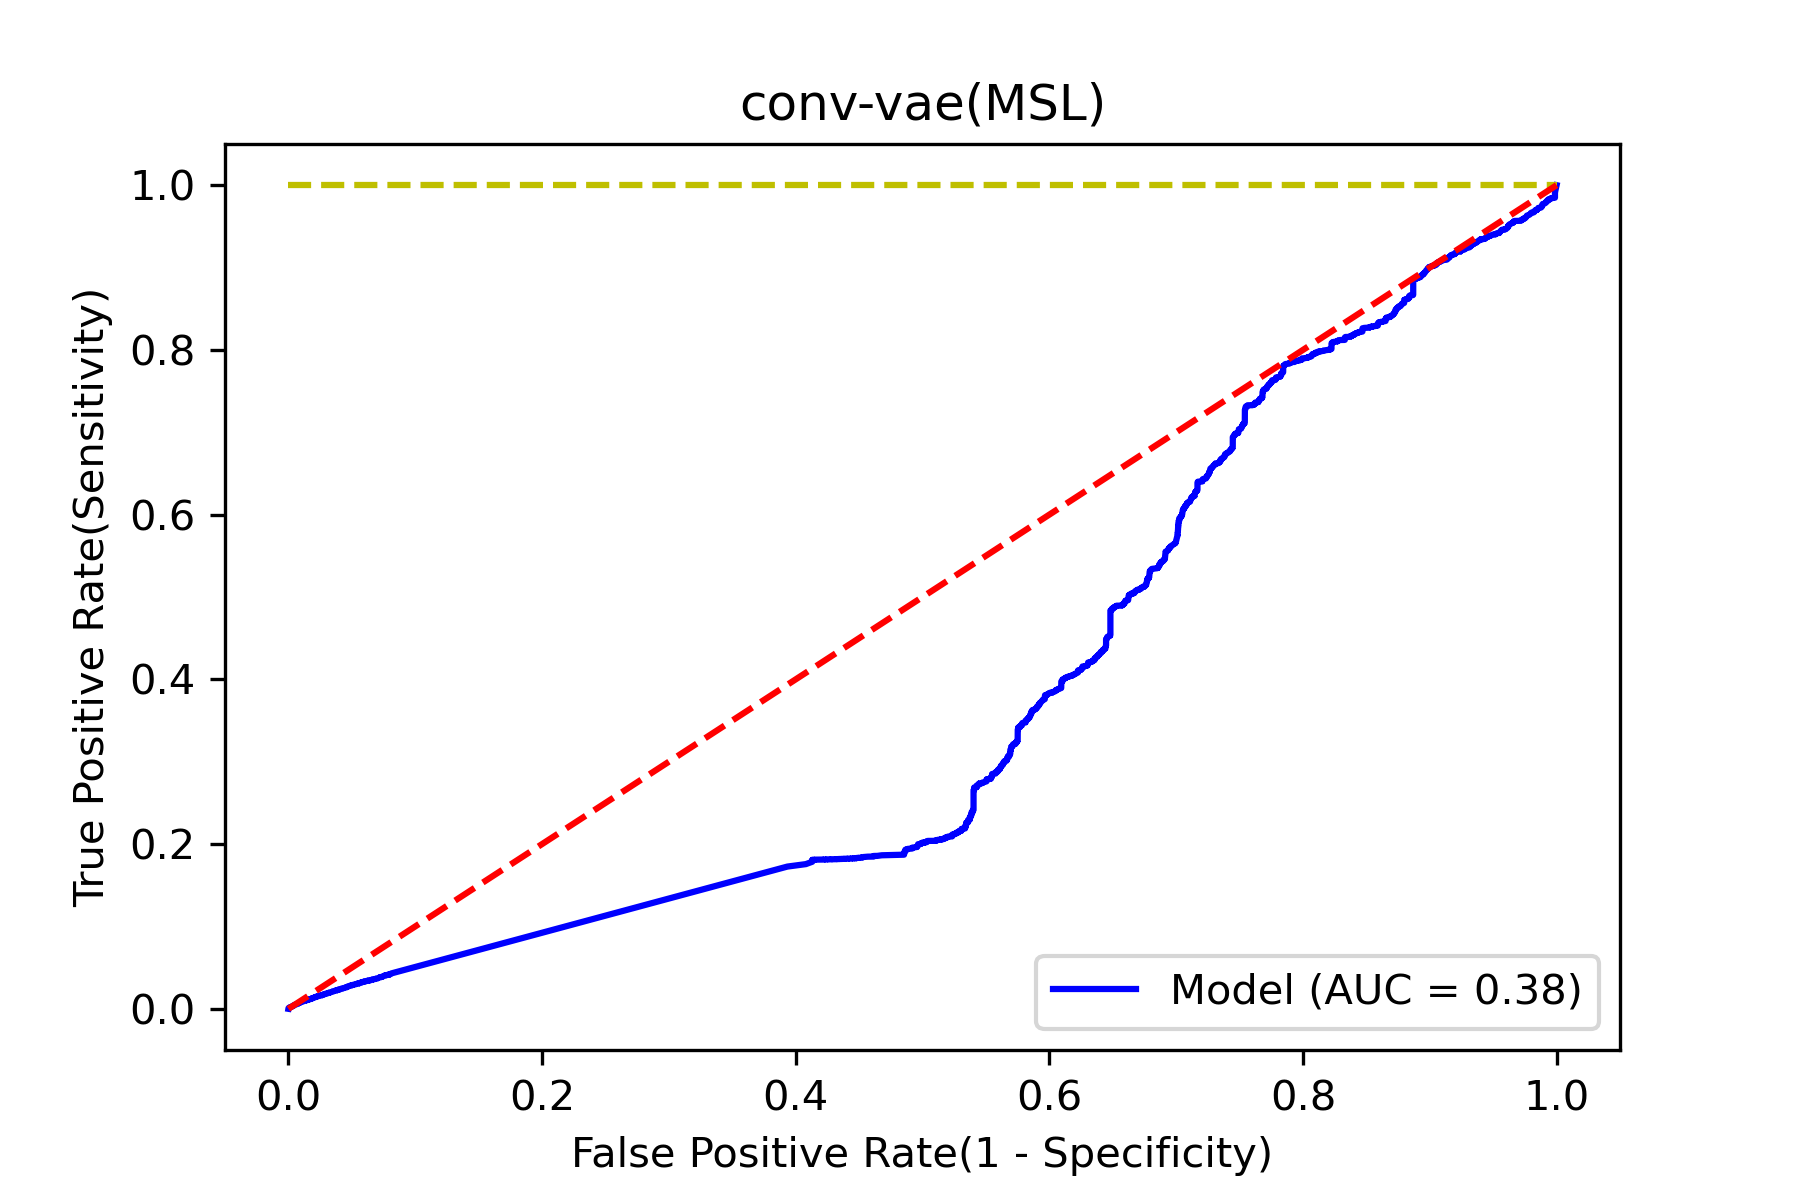 conv-vae(MSL)
True Positive Rate(Sensitivity)
1.0
0.8
0.6
0.4
0.2
0.0
Model (AUC = 0.38)
0.0 0.2 0.4 0.6 0.8 1.0
False Positive Rate(1 - Specificity)